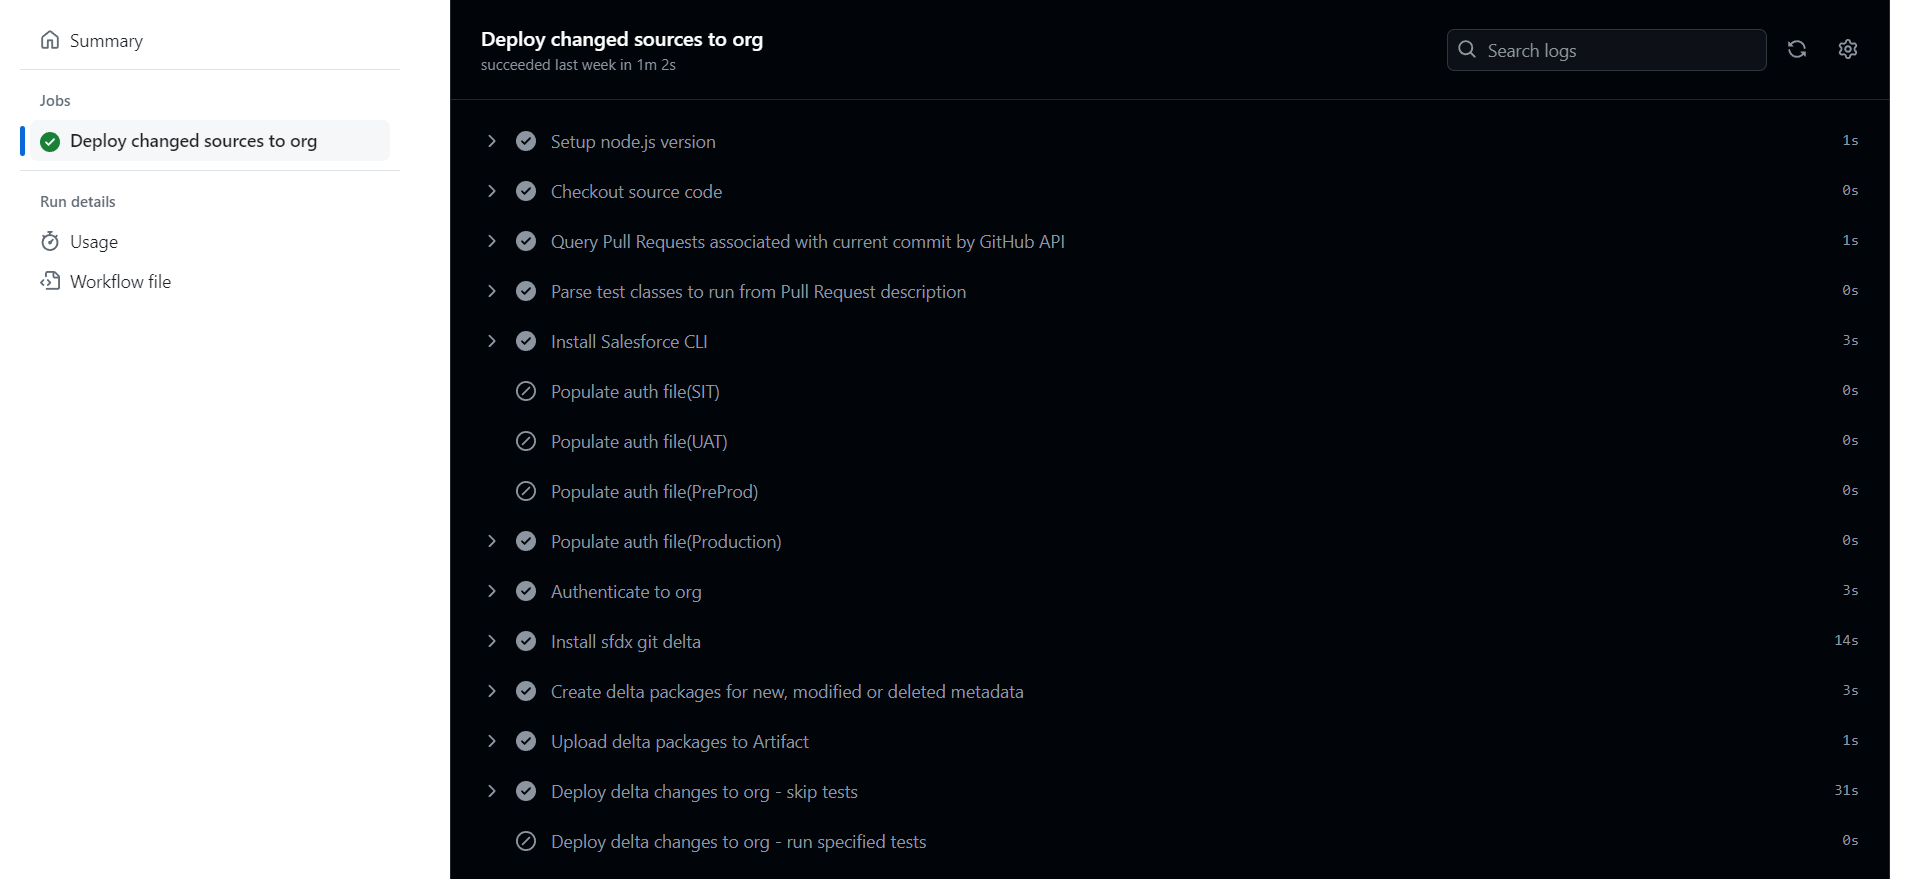 Summary
Jobs
Deploy changed sources to org
Run details
Usage
Workflow file
Deploy changed sources to org
succeeded last week in 1m 2s
Search logs
Setup node.js version 1s
Checkout source code 0s
Query Pull Requests associated with current commit by GitHub API 1s
Parse test classes to run from Pull Request description 0s
Install Salesforce CLI 3s
Populate auth file(SIT) 0s
Populate auth file(UAT) 0s
Populate auth file(PreProd) 0s
Populate auth file(Production) 0s
Authenticate to org 3s
Install sfdx git delta 14s
Create delta packages for new, modified or deleted metadata 3s
Upload delta packages to Artifact 1s
Deploy delta changes to org - skip tests 31s
Deploy delta changes to org - run specified tests 0s